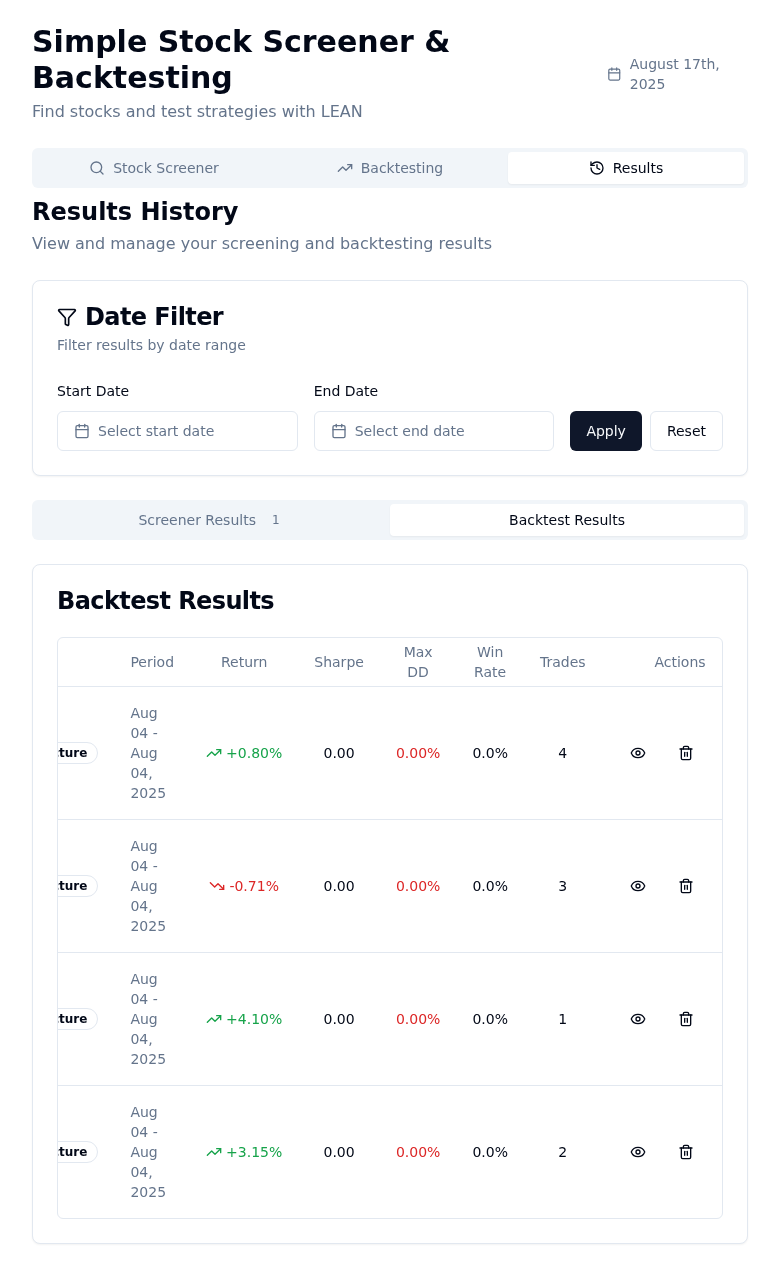 Simple Stock Screener &
Backtesting
August 17th,
2025
Find stocks and test strategies with LEAN
Stock Screener
Backtesting
Results
Results History
View and manage your screening and backtesting results
Date Filter
Filter results by date range
Start Date
End Date
Select start date
Select end date
Apply
Reset
Screener Results 1
Backtest Results
Backtest Results
Period
Return
Sharpe
Max
DD
Win
Rate
Trades
Actions
Aug
04 -
Aug
04,
2025
+0.80%
0.00
0.00%
0.0%
4
Aug
04 -
Aug
04,
2025
-0.71%
0.00
0.00%
0.0%
3
Aug
04 -
Aug
04,
2025
+4.10%
0.00
0.00%
0.0%
1
Aug
04 -
Aug
04,
2025
+3.15%
0.00
0.00%
0.0%
2